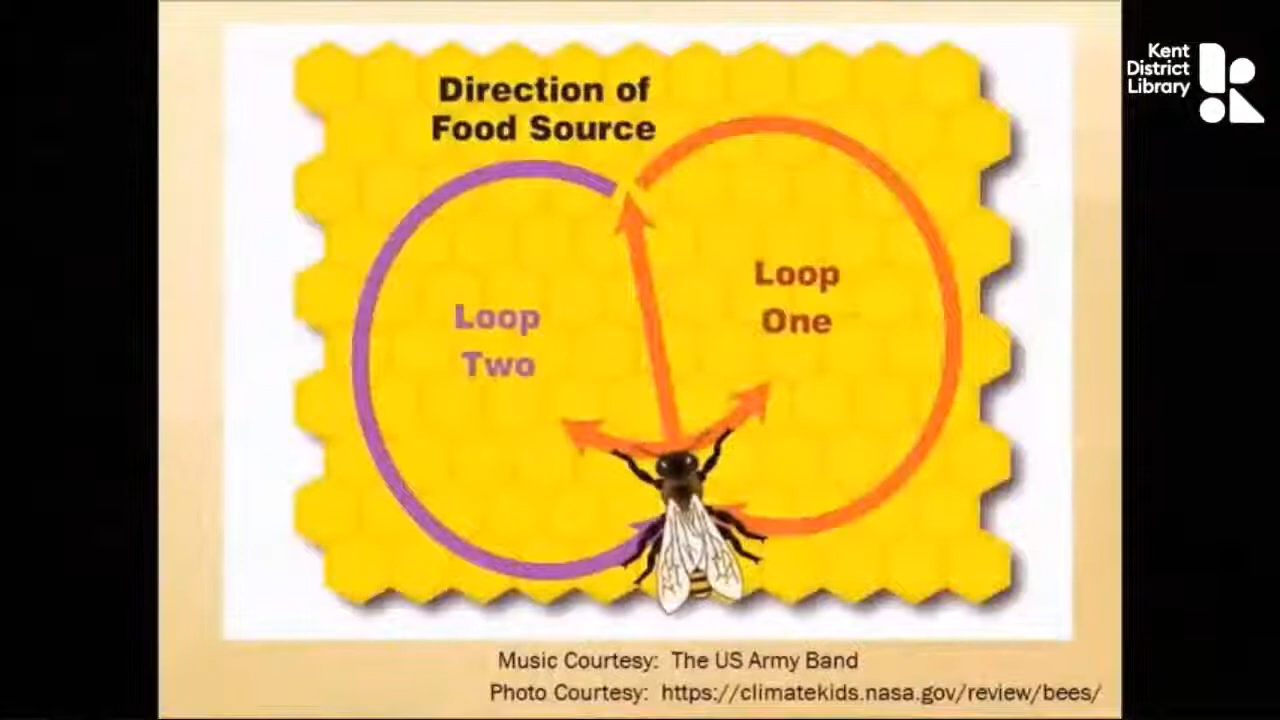 Kent
District
Library
Direction of
Food Source
Loop
One
Loop
Two
Music Courtesy: The US Army Band
Photo Courtesy: https://climatekids.nasa.gov/review/bees/